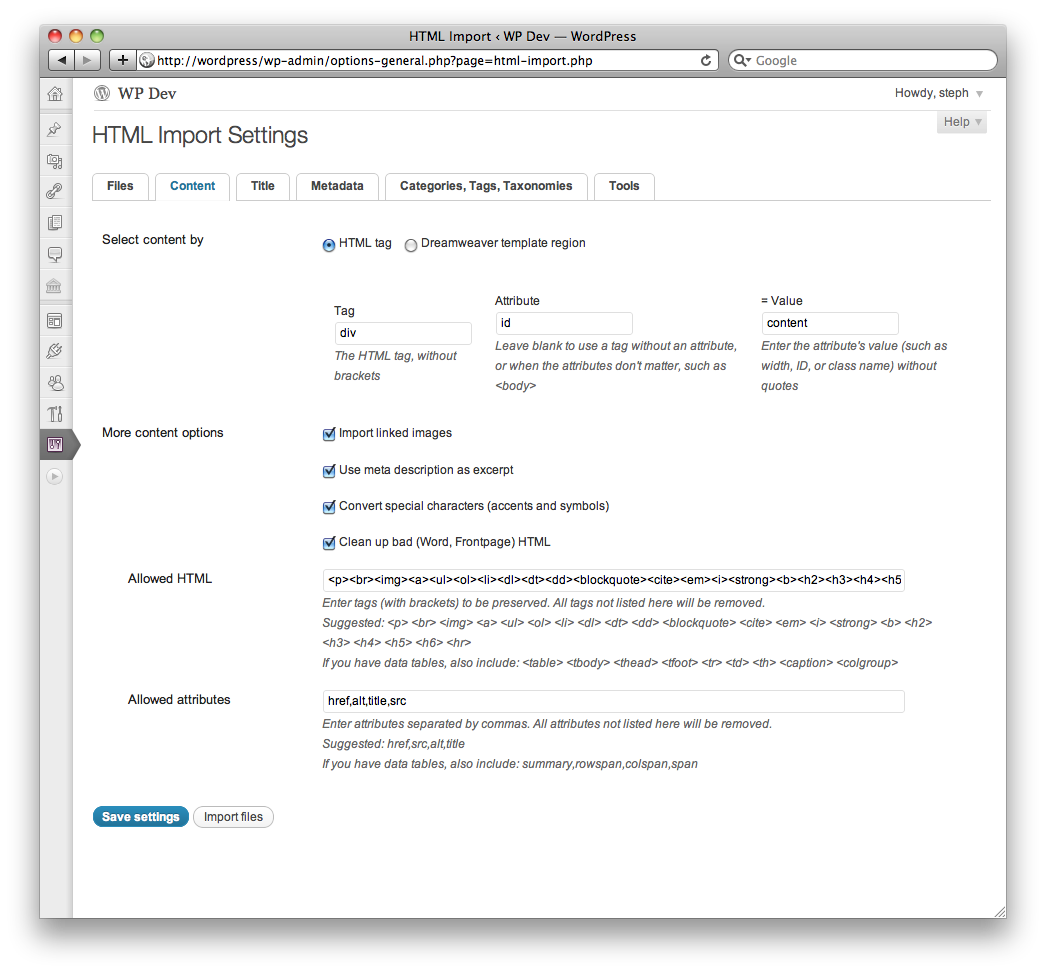 HTML Import ‹ WP Dev — WordPress
http://wordpress/wp-admin/options-general.php?page=html-import.php
Google
WP Dev
Howdy, steph
Help
HTML Import Settings
Files
Content
Title
Metadata
Categories, Tags, Taxonomies
Tools
Select content by
HTML tag
Dreamweaver template region
Tag
div
The HTML tag, without
brackets
Attribute
id
Leave blank to use a tag without an attribute,
or when the attributes don't matter, such as
<body>
= Value
content
Enter the attribute's value (such as
width, ID, or class name) without
quotes
More content options
Import linked images
Use meta description as excerpt
Convert special characters (accents and symbols)
Clean up bad (Word, Frontpage) HTML
Allowed HTML
<p><br><img><a><ul><ol><li><dl><dt><dd><blockquote><cite><em><i><strong><b><h2><h3><h4><h5
Enter tags (with brackets) to be preserved. All tags not listed here will be removed.
Suggested: <p> <br> <img> <a> <ul> <ol> <li> <dl> <dt> <dd> <blockquote> <cite> <em> <i> <strong> <b> <h2>
<h3> <h4> <h5> <h6> <hr>
If you have data tables, also include: <table> <tbody> <thead> <tfoot> <tr> <td> <th> <caption> <colgroup>
Allowed attributes
href,alt,title,src
Enter attributes separated by commas. All attributes not listed here will be removed.
Suggested: href,src,alt,title
If you have data tables, also include: summary,rowspan,colspan,span
Save settings
Import files